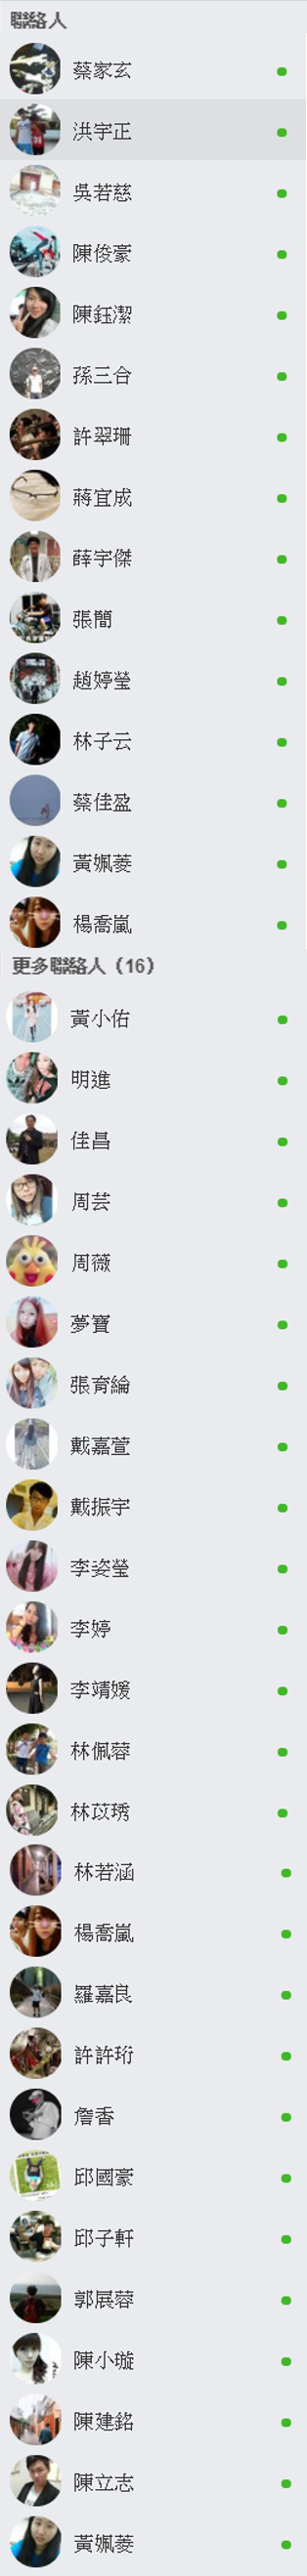 聯絡人
蔡家玄
洪宇正
吳若慈
陳俊豪
陳鈺潔
孫三合
許翠珊
蔣宜成
薛宇傑
張簡
趙婷瑩
林子云
蔡佳盈
黃姵菱
楊喬嵐
更多聯絡人（16）
黃小佑
明進
佳昌
周芸
周薇
夢寶
張育綸
戴嘉萱
戴振宇
李姿瑩
李婷
李靖媛
林佩蓉
林苡琇
林若涵
楊喬嵐
羅嘉良
許許珩
詹香
邱國豪
邱子軒
郭展蓉
陳小璇
陳建銘
陳立志
黃姵菱